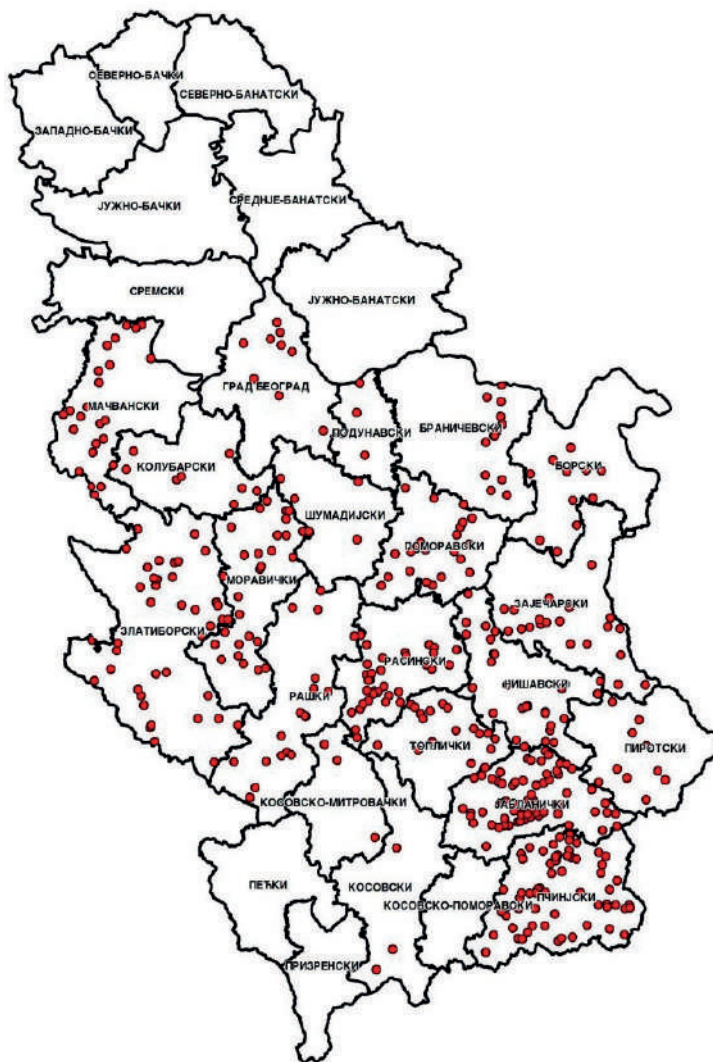 СЕВЕРНО-БАЧКИ
СЕВЕРНО-БАНАТСКИ
ЗАПАДНО-БАЧКИ
ЈУЖНО-БАЧКИ
СРЕДЊЕ-БАНАТСКИ
СРЕМСКИ
ЈУЖНО-БАНАТСКИ
ГРАД БЕОГРАД
МАЧВАНСКИ
ПОДУНАВСКИ
БРАНИЧЕВСКИ
КОЛУБАРСКИ
БОРСКИ
ШУМАДИЈСКИ
ПОМОРАВСКИ
МОРАВИЧКИ
ЗАЈЕЧАРСКИ
ЗЛАТИБОРСКИ
РАСИНСКИ
НИШАВСКИ
РАШКИ
ТОПЛИЧКИ
ПИРОТСКИ
КОСОВСКО-МИТРОВАЧКИ
ЈАБЛАНИЧКИ
ПЕЋКИ
КОСОВСКИ
КОСОВСКО-ПОМОРАВСКИ
ПЧИЊСКИ
ПРИЗРЕНСКИ